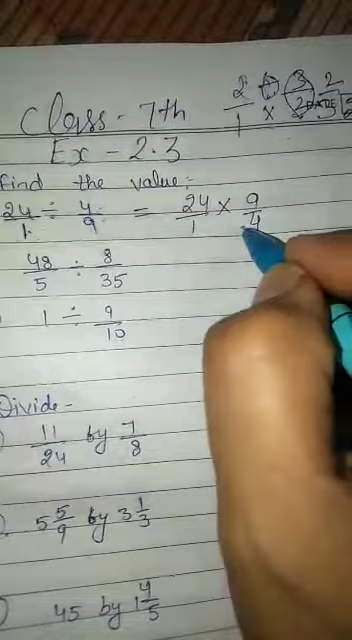 Class - 7th
Ex - 2.3
Find the value:-
24/1 ÷ 4/9 = 24/1 × 9/4
48/5 ÷ 8/35
1 ÷ 9/10
Divide -
11/24 by 7/8
5 5/9 by 3 1/3
45 by 1 4/5